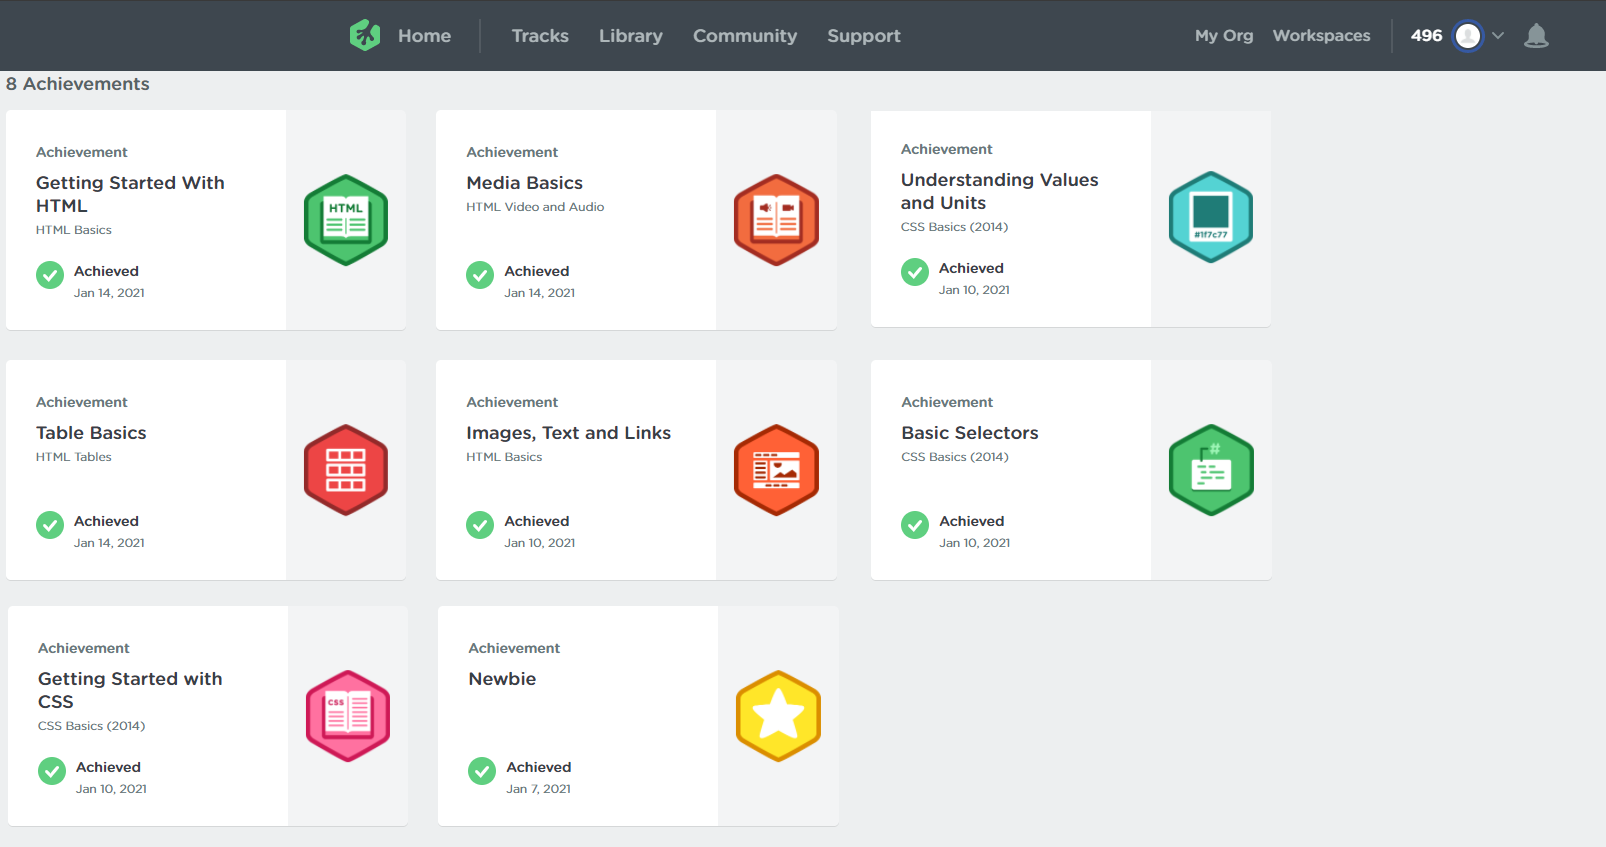 Home
Tracks
Library
Community
Support
My Org
Workspaces
496
8 Achievements
Achievement
Getting Started With
HTML
HTML Basics
Achieved
Jan 14, 2021
HTML
Achievement
Media Basics
HTML Video and Audio
Achieved
Jan 14, 2021
Achievement
Understanding Values
and Units
CSS Basics (2014)
Achieved
Jan 10, 2021
#1f7c77
Achievement
Table Basics
HTML Tables
Achieved
Jan 14, 2021
Achievement
Images, Text and Links
HTML Basics
Achieved
Jan 10, 2021
Achievement
Basic Selectors
CSS Basics (2014)
Achieved
Jan 10, 2021
#
Achievement
Getting Started with
CSS
CSS Basics (2014)
Achieved
Jan 10, 2021
CSS
Achievement
Newbie
Achieved
Jan 7, 2021